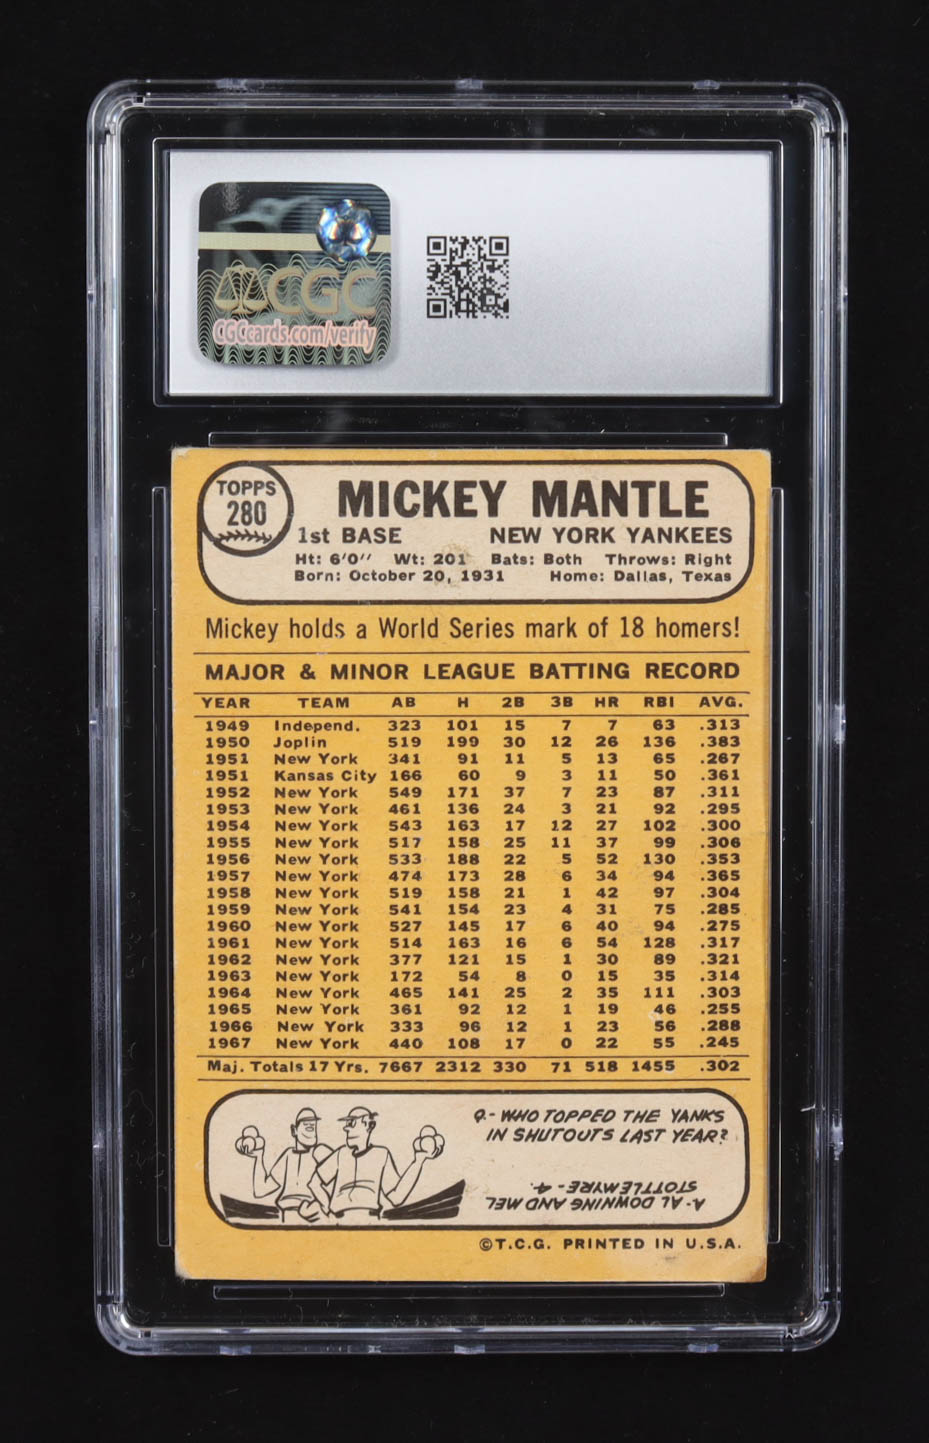 CGC
CGCcards.com/verify
TOPPS
280
MICKEY MANTLE
1st BASE NEW YORK YANKEES
Ht: 6'0" Wt: 201 Bats: Both Throws: Right
Born: October 20, 1931 Home: Dallas, Texas
Mickey holds a World Series mark of 18 homers!
MAJOR & MINOR LEAGUE BATTING RECORD
YEAR TEAM AB H 2B 3B HR RBI AVG.
1949 Independ. 323 101 15 7 7 63 .313
1950 Joplin 519 199 30 12 26 136 .383
1951 New York 341 91 11 5 13 65 .267
1951 Kansas City 166 60 9 3 11 50 .361
1952 New York 549 171 37 7 23 87 .311
1953 New York 461 136 24 3 21 92 .295
1954 New York 543 163 17 12 27 102 .300
1955 New York 517 158 25 11 37 99 .306
1956 New York 533 188 22 5 52 130 .353
1957 New York 474 173 28 6 34 94 .365
1958 New York 519 158 21 1 42 97 .304
1959 New York 541 154 23 4 31 75 .285
1960 New York 527 145 17 6 40 94 .275
1961 New York 514 163 16 6 54 128 .317
1962 New York 377 121 15 1 30 89 .321
1963 New York 172 54 8 0 15 35 .314
1964 New York 465 141 25 2 35 111 .303
1965 New York 361 92 12 1 19 46 .255
1966 New York 333 96 12 1 23 56 .288
1967 New York 440 108 17 0 22 55 .245
Maj. Totals 17 Yrs. 7667 2312 330 71 518 1455 .302
Q.- WHO TOPPED THE YANKS
IN SHUTOUTS LAST YEAR?
A.- AL DOWNING AND MEL
STOTTLEMYRE - 4.
©T.C.G. PRINTED IN U.S.A.